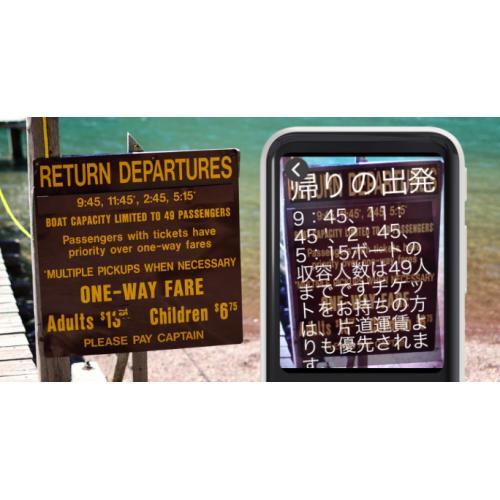 RETURN DEPARTURES
9:45, 11:45*, 2:45, 5:15*
BOAT CAPACITY LIMITED TO 49 PASSENGERS
Passengers with tickets have
priority over one-way fares
*MULTIPLE PICKUPS WHEN NECESSARY
ONE-WAY FARE
Adults Children $6.75
PLEASE PAY CAPTAIN
帰りの出発
9:45、
45、2:45、
5:15ボートの
収容人数は49人
までですチケッ
トをお持ちの方
は、片道運賃よ
りも優先されま
す